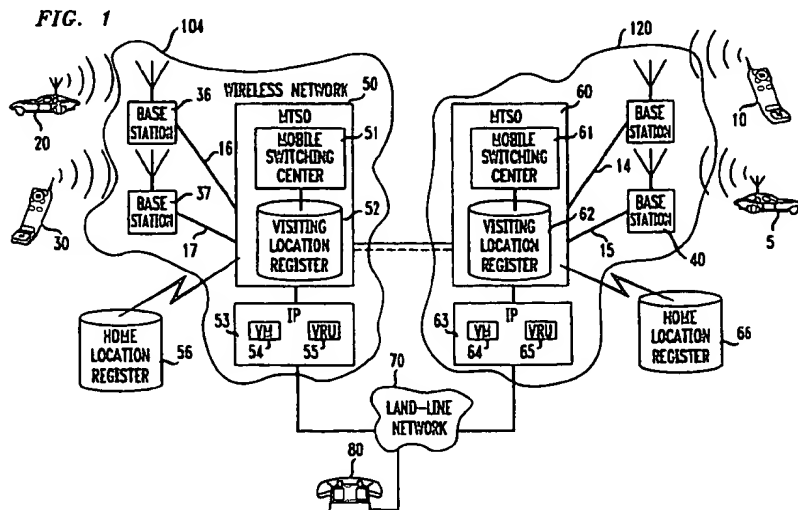 FIG. 1
104
120
WIRELESS NETWORK
50
60
20
36
BASE STATION
MTSO
51
MOBILE SWITCHING CENTER
16
MTSO
61
MOBILE SWITCHING CENTER
14
BASE STATION
10
30
37
BASE STATION
17
52
VISITING LOCATION REGISTER
62
VISITING LOCATION REGISTER
15
BASE STATION
40
5
56
HOME LOCATION REGISTER
53
IP
VM
54
VRU
55
63
IP
VM
64
VRU
65
66
HOME LOCATION REGISTER
70
LAND-LINE NETWORK
80